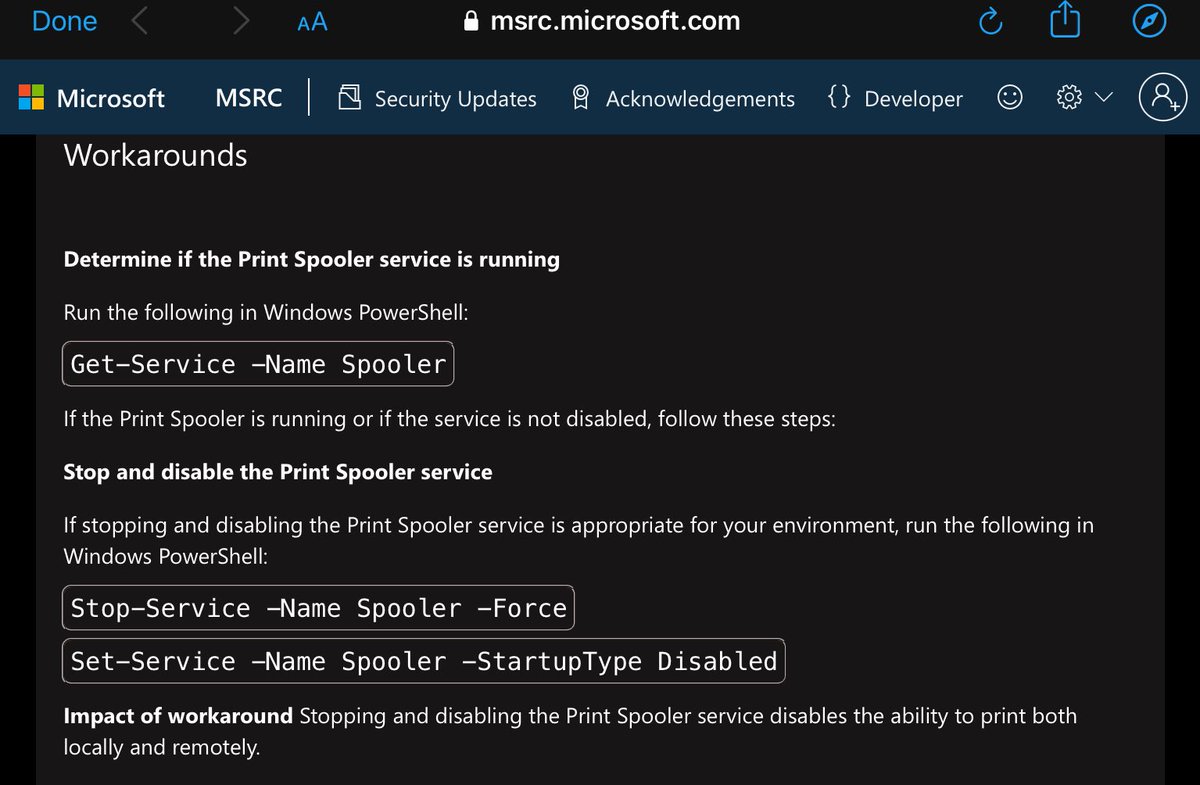 Done
AA
msrc.microsoft.com
Microsoft
MSRC
Security Updates
Acknowledgements
{} Developer
Workarounds
Determine if the Print Spooler service is running
Run the following in Windows PowerShell:
Get-Service -Name Spooler
If the Print Spooler is running or if the service is not disabled, follow these steps:
Stop and disable the Print Spooler service
If stopping and disabling the Print Spooler service is appropriate for your environment, run the following in
Windows PowerShell:
Stop-Service -Name Spooler -Force
Set-Service -Name Spooler -StartupType Disabled
Impact of workaround Stopping and disabling the Print Spooler service disables the ability to print both
locally and remotely.